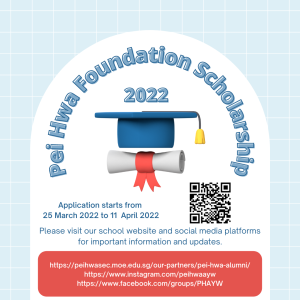 Pei Hwa Foundation Scholarship
2022
Application starts from
25 March 2022 to 11 April 2022
Please visit our school website and social media platforms
for important information and updates.
https://peihwasec.moe.edu.sg/our-partners/pei-hwa-alumni/
https://www.instagram.com/peihwaayw
https://www.facebook.com/groups/PHAYW